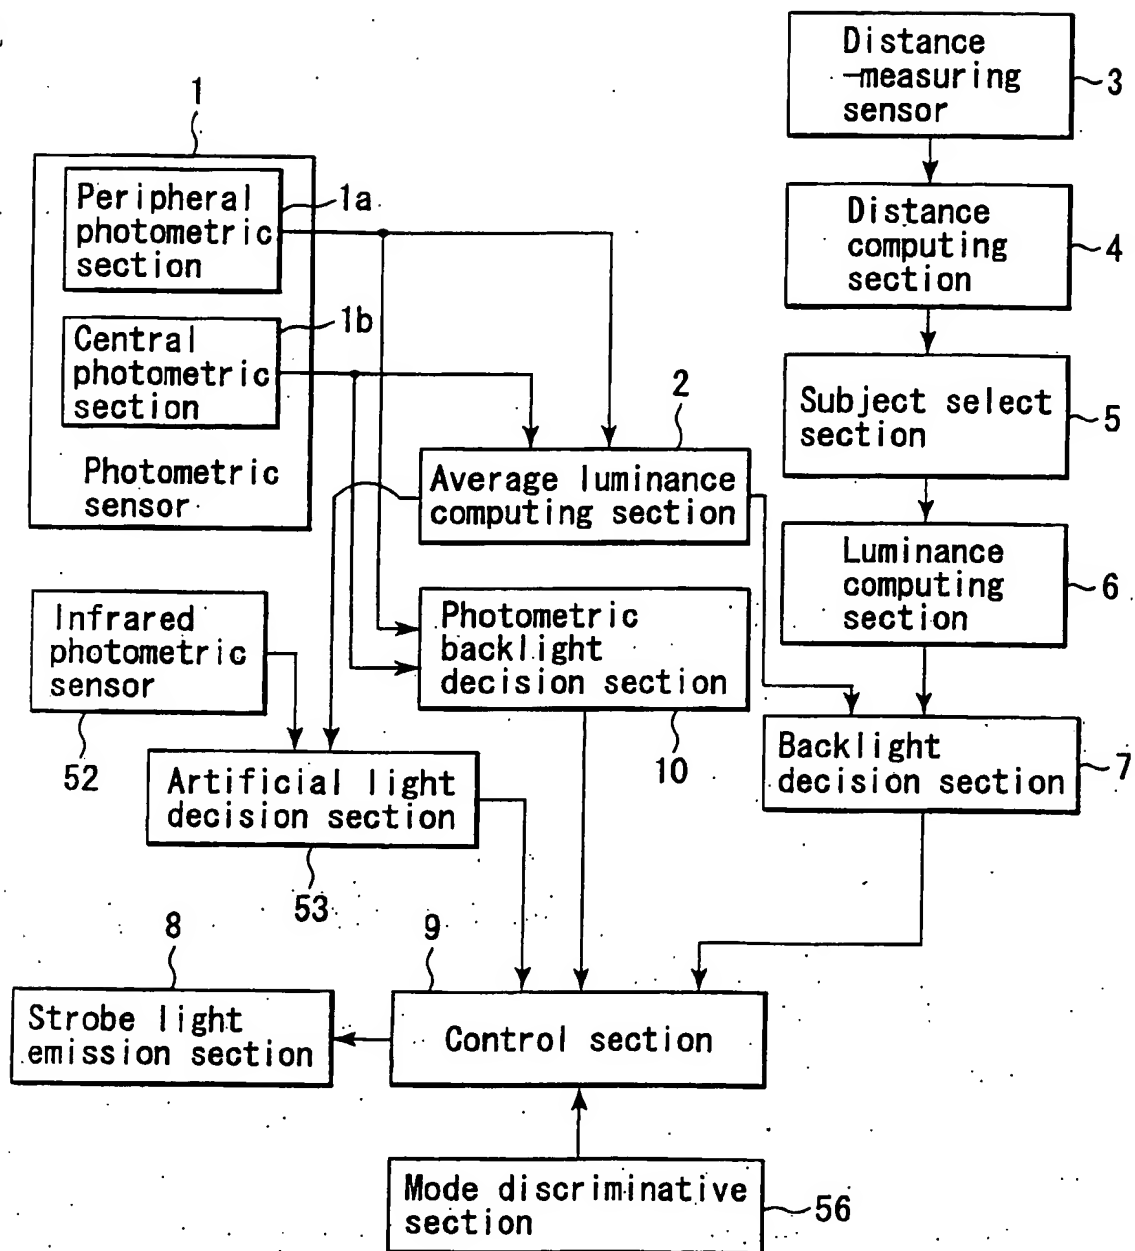 Distance
-measuring
sensor
3
1
Peripheral
photometric
section
1a
Distance
computing
section
4
Central
photometric
section
1b
Photometric
sensor
2
Average luminance
computing section
Subject select
section
5
Luminance
computing
section
6
Infrared
photometric
sensor
52
Photometric
backlight
decision section
10
Backlight
decision section
7
Artificial light
decision section
53
8
Strobe light
emission section
9
Control section
Mode discriminative
section
56